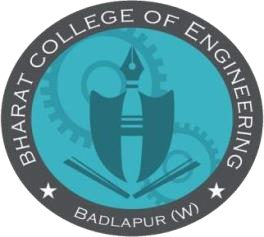 BHARAT COLLEGE OF ENGINEERING
BADLAPUR (W)